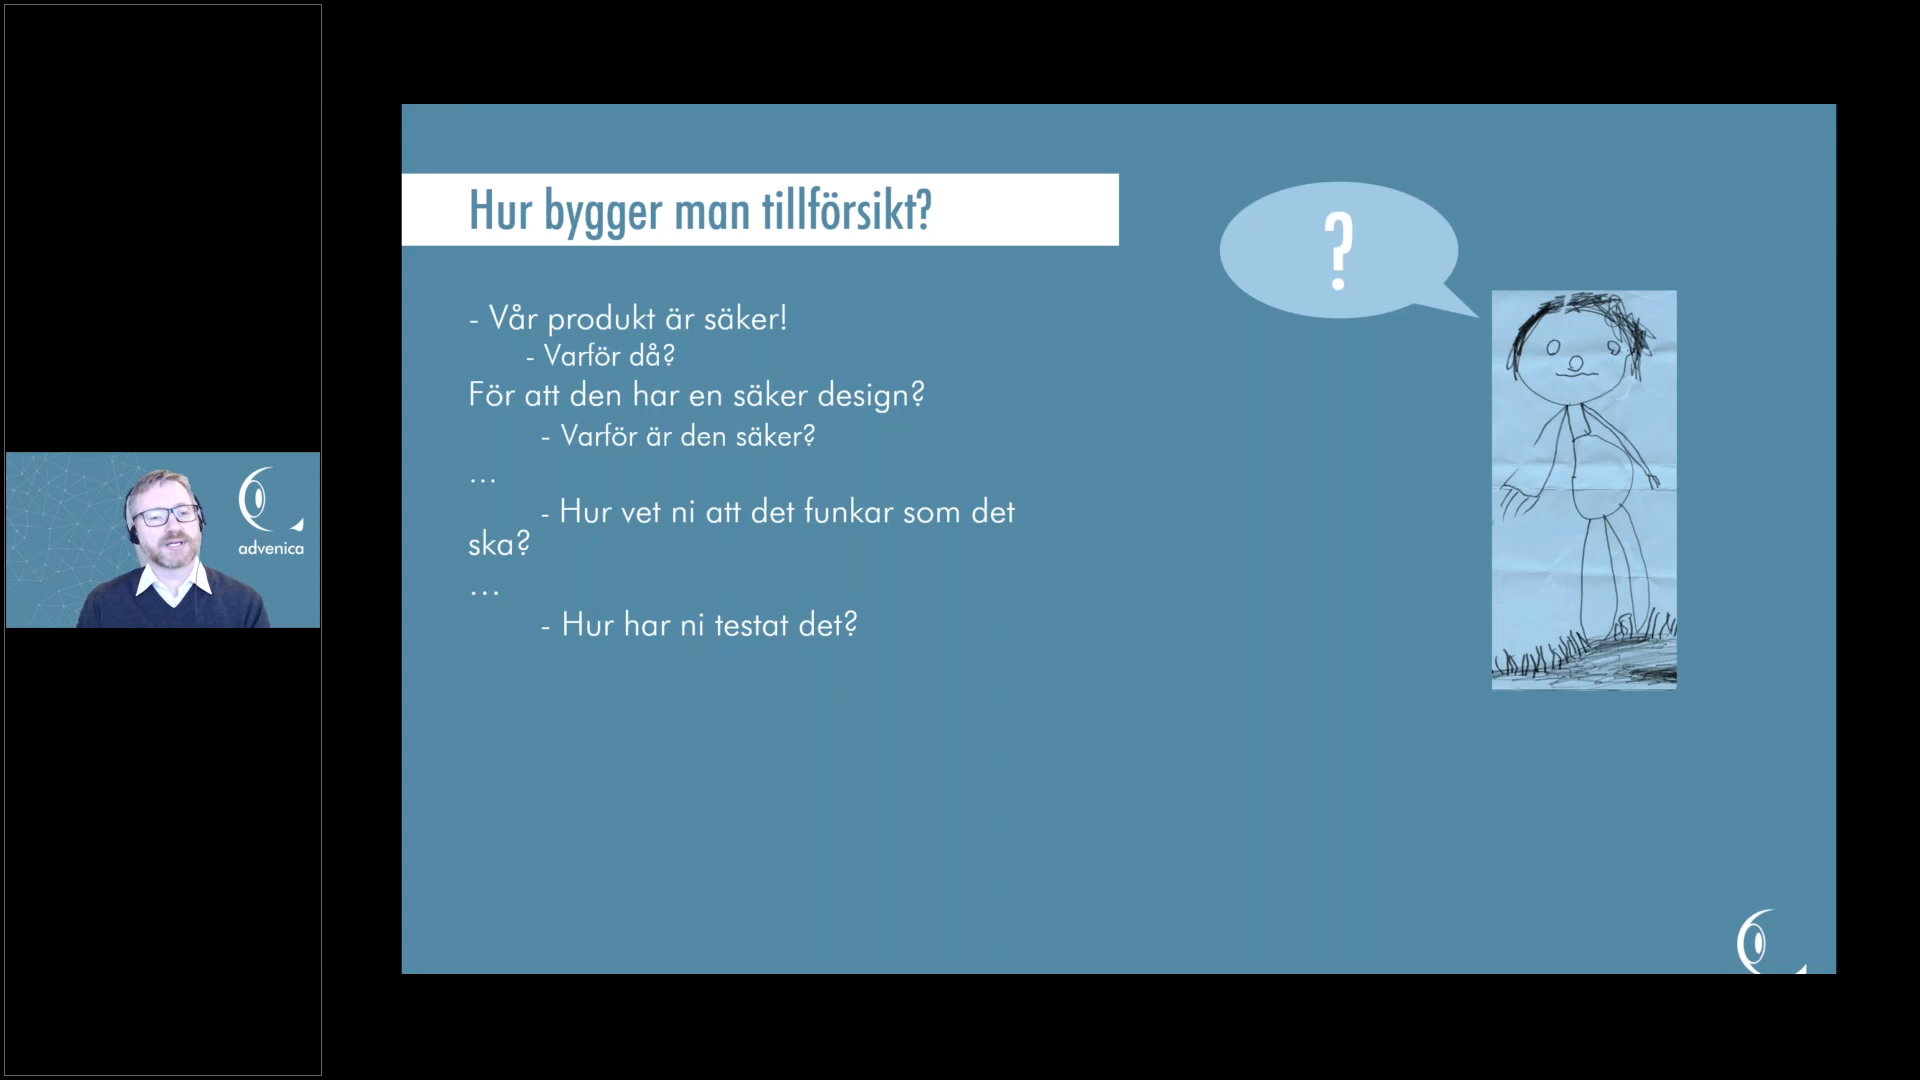 Hur bygger man tillförsikt?
?
- Vår produkt är säker!
- Varför då?
För att den har en säker design?
- Varför är den säker?
...
- Hur vet ni att det funkar som det
ska?
...
- Hur har ni testat det?
advenica